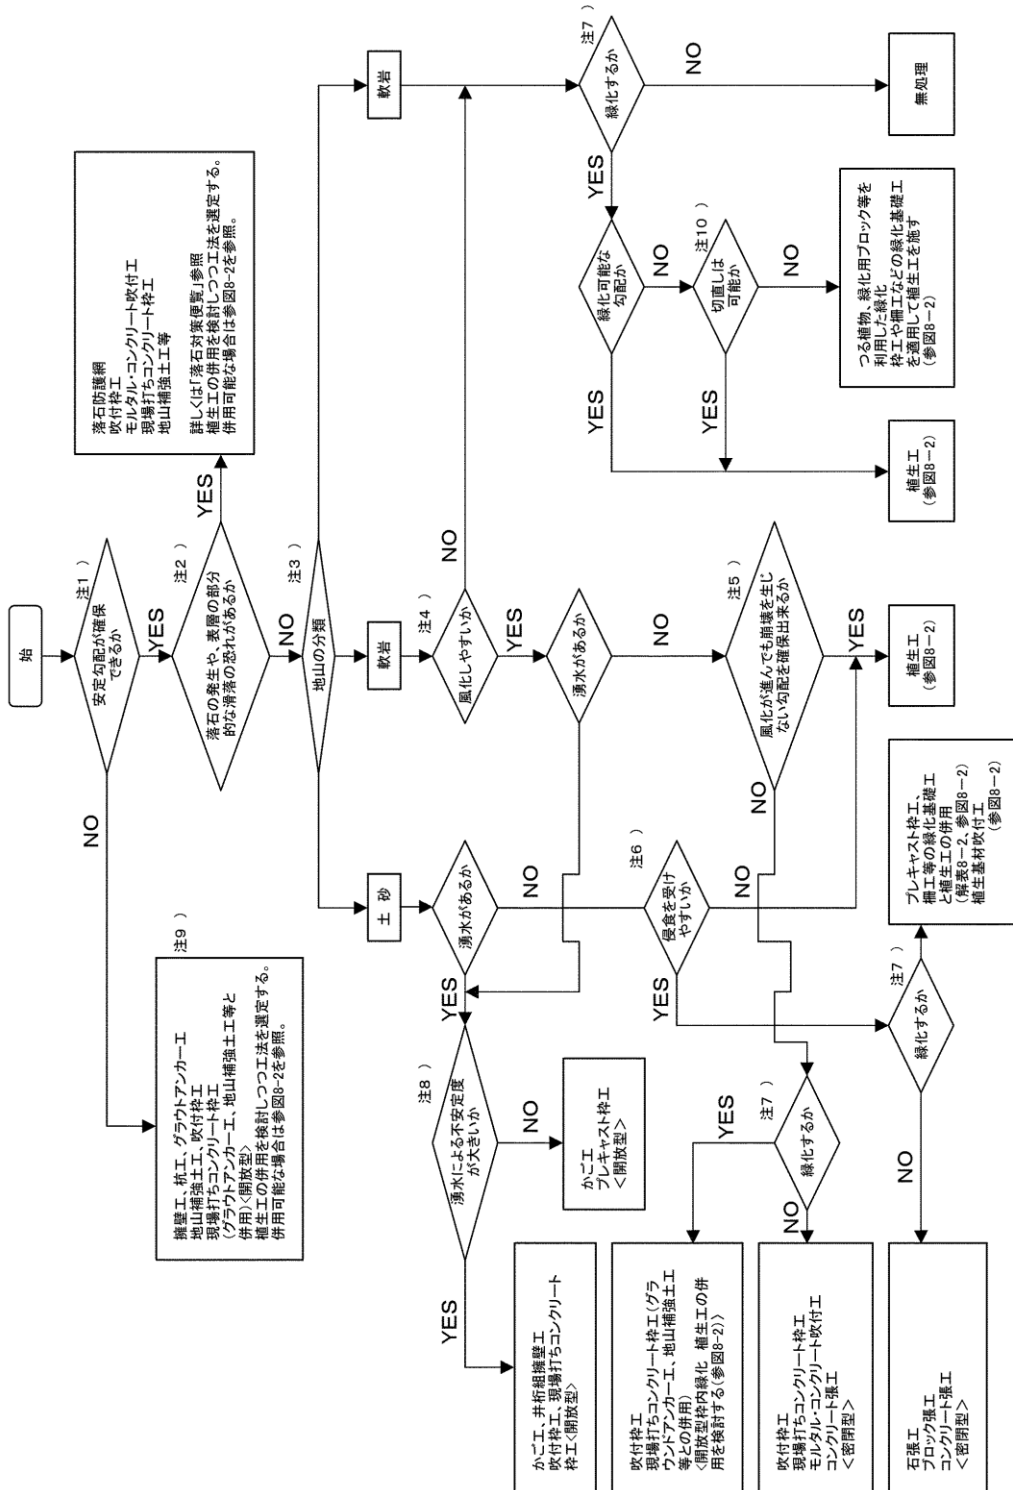 始
注1）
安定勾配が確保
できるか
YES
NO
注2）
落石の発生や、表層の部分
的な滑落の恐れがあるか
YES
NO
落石防護網
吹付枠工
モルタル・コンクリート吹付工
現場打ちコンクリート枠工
地山補強土工等
詳しくは「落石対策便覧」参照
植生工の併用を検討しつつ工法を選定する。
併用可能な場合は参図8-2を参照。
注9）
擁壁工、杭工、グラウトアンカー工
地山補強土工、吹付枠工
現場打ちコンクリート枠工
(グラウトアンカー工、地山補強土工等と
併用)<開放型>
植生工の併用を検討しつつ工法を選定する。
併用可能な場合は参図8-2を参照。
注3）
地山の分類
土 砂
軟岩
軟岩
湧水があるか
YES
NO
注4）
風化しやすいか
YES
NO
湧水があるか
NO
注7）
緑化するか
YES
NO
無処理
緑化可能な
勾配か
YES
NO
注10）
切直しは
可能か
YES
NO
つる植物、緑化用ブロック等を
利用した緑化
枠工や柵工などの緑化基礎工
を適用して植生工を施す
(参図8－2)
植生工
(参図8－2)
注5）
風化が進んでも崩壊を生じ
ない勾配を確保出来るか
YES
NO
植生工
(参図8－2)
注6）
侵食を受け
やすいか
YES
NO
注8）
湧水による不安定度
が大きいか
YES
NO
かご工
プレキャスト枠工
<開放型>
かご工、井桁組擁壁工
吹付枠工、現場打ちコンクリート
枠工<開放型>
注7）
緑化するか
YES
NO
吹付枠工
現場打ちコンクリート枠工(グラ
ウンドアンカー工、地山補強土工
等との併用)
<開放型枠内緑化 植生工の併
用を検討する(参図8-2)>
吹付枠工
現場打ちコンクリート枠工
モルタル・コンクリート吹付工
コンクリート張工
<密閉型>
注7）
緑化するか
NO
プレキャスト枠工、
柵工等の緑化基礎工
と植生工の併用
(解表8－2、参図8－2)
植生基材吹付工
(参図8－2)
石張工
ブロック張工
コンクリート張工
<密閉型>